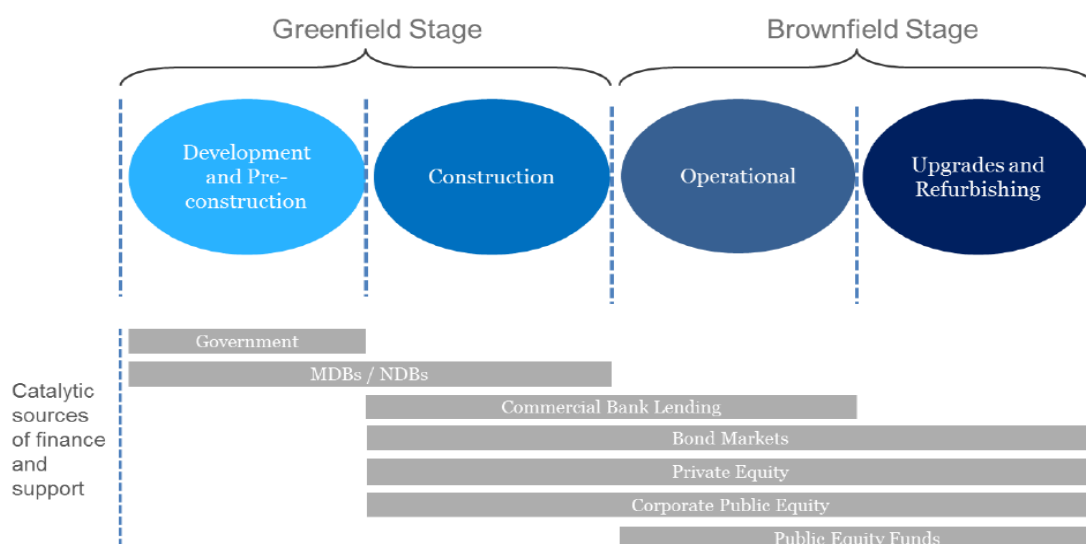 Greenfield Stage
Brownfield Stage
Development
and Pre-
construction
Construction
Operational
Upgrades and
Refurbishing
Catalytic
sources
of finance
and
support
Government
MDBs / NDBs
Commercial Bank Lending
Bond Markets
Private Equity
Corporate Public Equity
Public Equity Funds